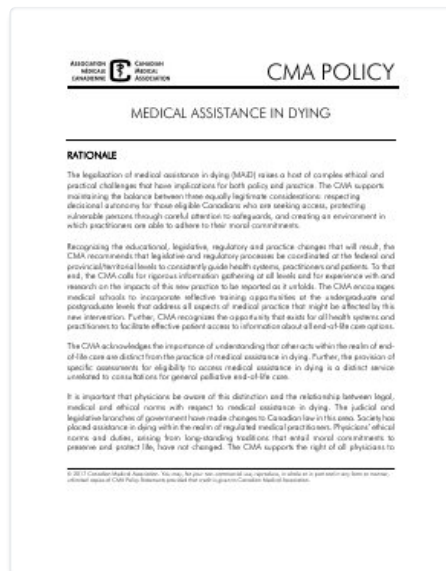 ASSOCIATION MÉDICALE CANADIENNE
CANADIAN MEDICAL ASSOCIATION
CMA POLICY
MEDICAL ASSISTANCE IN DYING
RATIONALE
The legalization of medical assistance in dying (MAiD) raises a host of complex ethical and
practical challenges that have implications for both policy and practice. The CMA supports
maintaining the balance between three equally legitimate considerations: respecting
decisional autonomy for those eligible Canadians who are seeking access, protecting
vulnerable persons through careful attention to safeguards, and creating an environment in
which practitioners are able to adhere to their moral commitments.
Recognizing the educational, legislative, regulatory and practice changes that will result, the
CMA recommends that legislative and regulatory processes be coordinated at the federal and
provincial/territorial levels to consistently guide health systems, practitioners and patients. To that
end, the CMA calls for rigorous information gathering at all levels and for experience with and
research on the impacts of this new practice to be reported as it unfolds. The CMA encourages
medical schools to incorporate reflective training opportunities at the undergraduate and
postgraduate levels that address all aspects of medical practice that might be affected by this
new intervention. Further, CMA recognizes the opportunity that exists for all health systems and
practitioners to facilitate effective patient access to information about all end-of-life care options.
The CMA acknowledges the importance of understanding that other acts within the realm of end-
of-life care are distinct from the practice of medical assistance in dying. Further, the provision of
specific assessments for eligibility to access medical assistance in dying is a distinct service
unrelated to consultations for general palliative end-of-life care.
It is important that physicians be aware of this distinction and the relationship between legal,
medical and ethical norms with respect to medical assistance in dying. The judicial and
legislative branches of government have made changes to Canadian law in this area. Society has
placed assistance in dying within the realm of regulated medical practitioners. Physicians' ethical
norms and duties, arising from long-standing traditions that entail moral commitments to
preserve and protect life, have not changed. The CMA supports the right of all physicians to
© 2017 Canadian Medical Association. You may, for your non-commercial use, reproduce, in whole or in part and in any form or manner,
unlimited copies of CMA Policy Statements provided that credit is given to Canadian Medical Association.